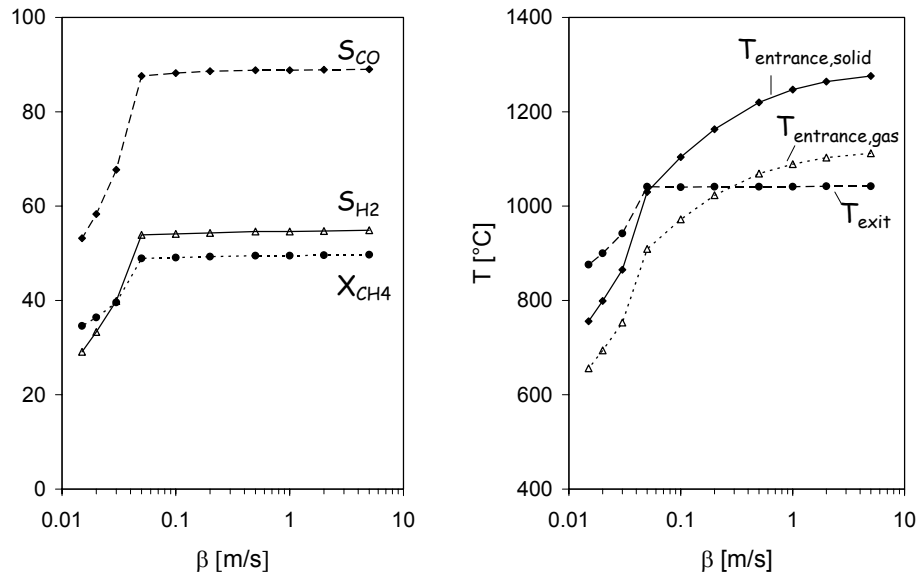 100
80
60
40
20
0
S_CO
S_H2
X_CH4
0.01 0.1 1 10
β [m/s]
1400
1200
1000
800
600
400
T [°C]
T_entrance,solid
T_entrance,gas
T_exit
0.01 0.1 1 10
β [m/s]